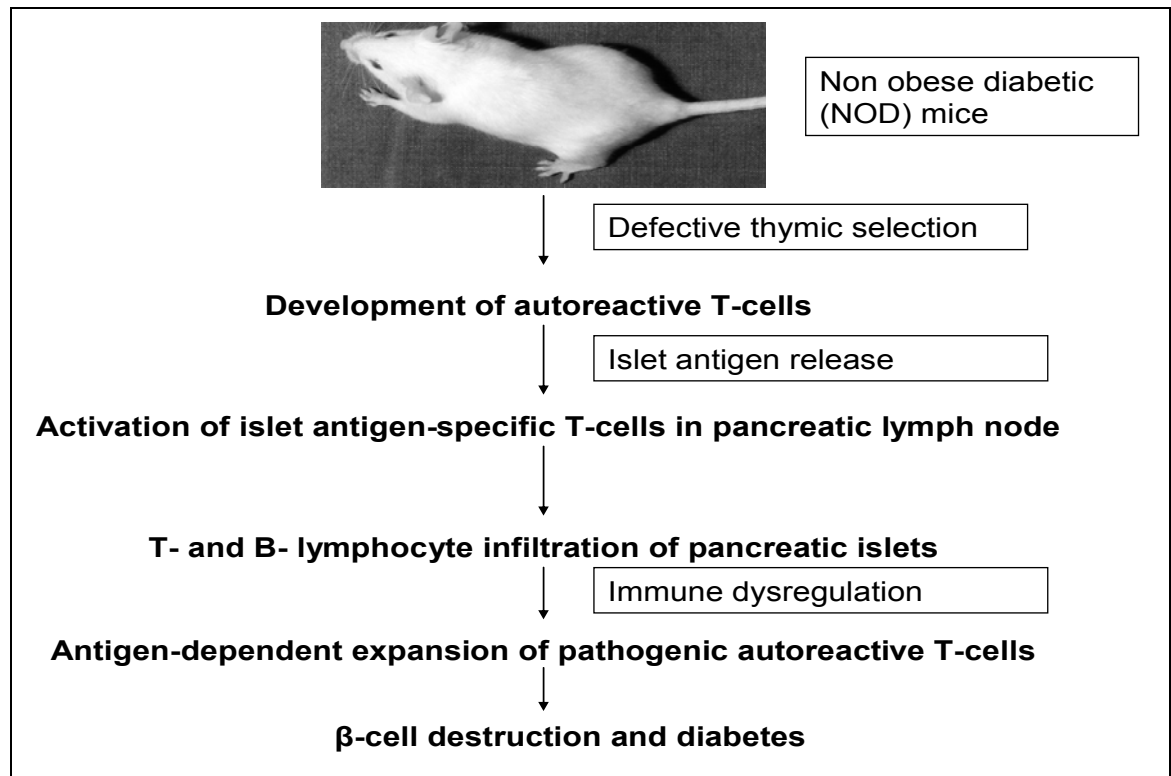 Non obese diabetic
(NOD) mice
Defective thymic selection
Development of autoreactive T-cells
Islet antigen release
Activation of islet antigen-specific T-cells in pancreatic lymph node
T- and B- lymphocyte infiltration of pancreatic islets
Immune dysregulation
Antigen-dependent expansion of pathogenic autoreactive T-cells
β-cell destruction and diabetes